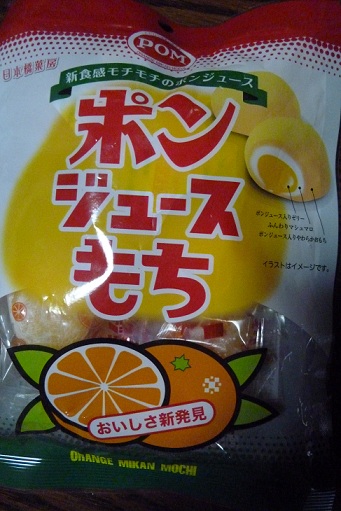 POM
日本橋菓房
新食感モチモチのポンジュース
ポン
ジュース
もち
ポンジュース入りゼリー
ふんわりマシュマロ
ポンジュース入りやわらかおもち
イラストはイメージです。
おいしさ新発見
ORANGE MIKAN MOCHI